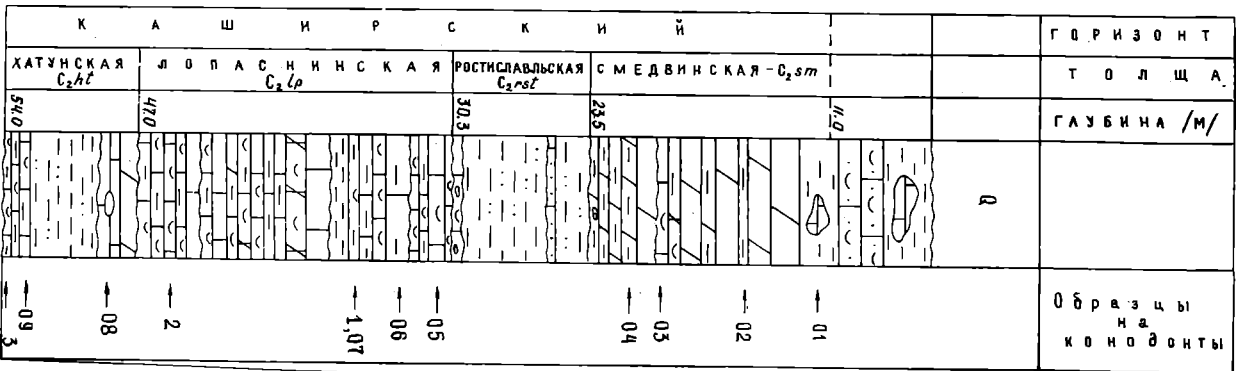 КАШИРСКИЙ
ГОРИЗОНТ
ХАТУНСКАЯ
C₂ht
ЛОПАСНИНСКАЯ
C₂lp
РОСТИСЛАВЛЬСКАЯ
C₂rst
СМЕДВИНСКАЯ-C₂sm
ТОЛЩА
54.0
47.0
30.3
23.5
11.0
ГЛУБИНА /М/
Q
3
09
08
2
1,07
06
05
04
03
02
01
Образцы
на
конодонты